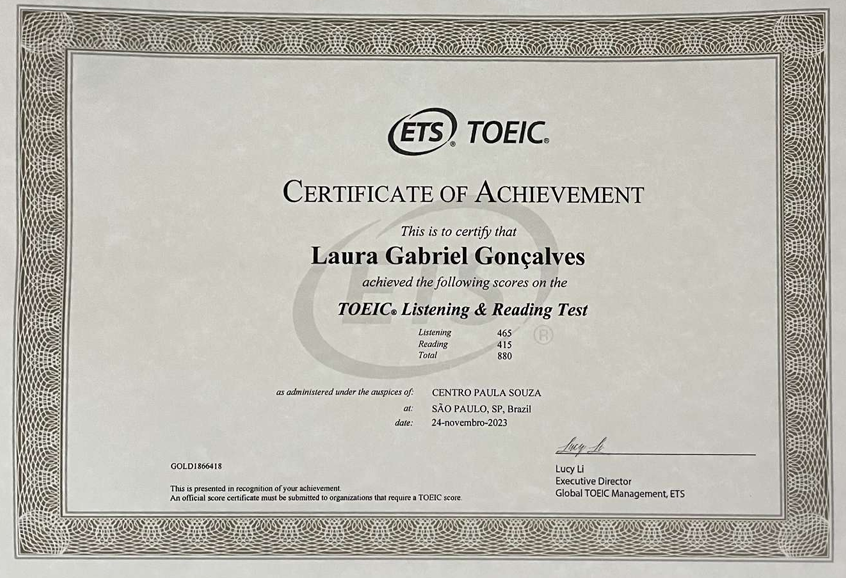 ETS® TOEIC®
CERTIFICATE OF ACHIEVEMENT
This is to certify that
Laura Gabriel Gonçalves
achieved the following scores on the
TOEIC® Listening & Reading Test
ETS®
Listening 465
Reading 415
Total 880
as administered under the auspices of: CENTRO PAULA SOUZA
at: SÃO PAULO, SP, Brazil
date: 24-novembro-2023
Lucy Li
GOLD1866418
Lucy Li
Executive Director
Global TOEIC Management, ETS
This is presented in recognition of your achievement.
An official score certificate must be submitted to organizations that require a TOEIC score.